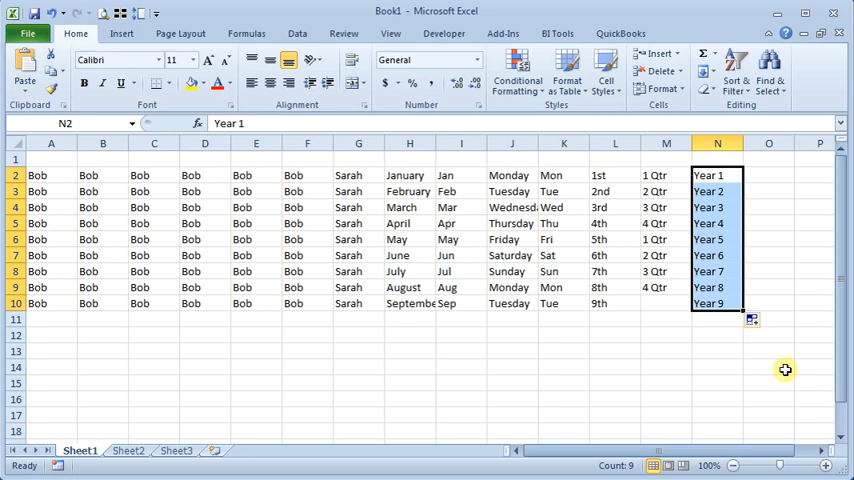 Book1 - Microsoft Excel
File Home Insert Page Layout Formulas Data Review View Developer Add-Ins BI Tools QuickBooks
Calibri 11 General Insert
Paste Conditional Formatting Format as Table Cell Styles Delete Format Sort & Filter Find & Select
Clipboard Font Alignment Number Styles Cells Editing
N2 fx Year 1
A B C D E F G H I J K L M N O P
1
2 Bob Bob Bob Bob Bob Bob Sarah January Jan Monday Mon 1st 1 Qtr Year 1
3 Bob Bob Bob Bob Bob Bob Sarah February Feb Tuesday Tue 2nd 2 Qtr Year 2
4 Bob Bob Bob Bob Bob Bob Sarah March Mar Wednesda Wed 3rd 3 Qtr Year 3
5 Bob Bob Bob Bob Bob Bob Sarah April Apr Thursday Thu 4th 4 Qtr Year 4
6 Bob Bob Bob Bob Bob Bob Sarah May May Friday Fri 5th 1 Qtr Year 5
7 Bob Bob Bob Bob Bob Bob Sarah June Jun Saturday Sat 6th 2 Qtr Year 6
8 Bob Bob Bob Bob Bob Bob Sarah July Jul Sunday Sun 7th 3 Qtr Year 7
9 Bob Bob Bob Bob Bob Bob Sarah August Aug Monday Mon 8th 4 Qtr Year 8
10 Bob Bob Bob Bob Bob Bob Sarah Septembe Sep Tuesday Tue 9th Year 9
11
12
13
14
15
16
17
18
Sheet1 Sheet2 Sheet3
Ready Count: 9 100%